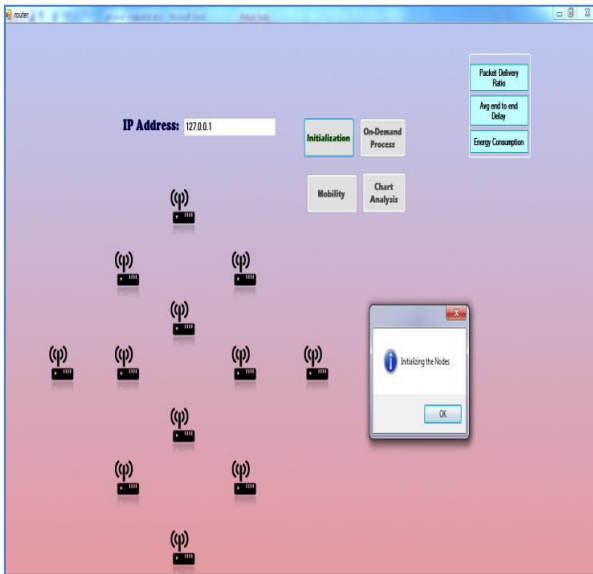 router
IP Address: 127.0.0.1
Initialization
On-Demand
Process
Mobility
Chart
Analysis
Packet Delivery
Ratio
Avg end to end
Delay
Energy Consumption
Initializing the Nodes
OK